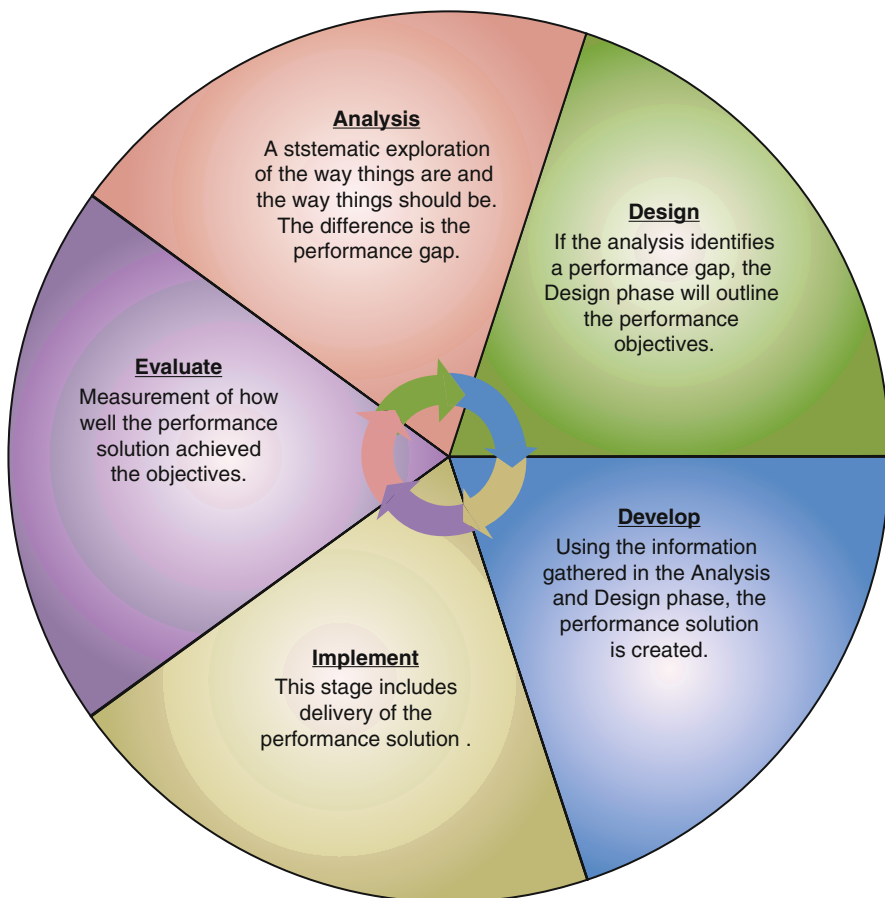 Analysis
A ststematic exploration
of the way things are and
the way things should be.
The difference is the
performance gap.
Design
If the analysis identifies
a performance gap, the
Design phase will outline
the performance
objectives.
Develop
Using the information
gathered in the Analysis
and Design phase, the
performance solution
is created.
Implement
This stage includes
delivery of the
performance solution .
Evaluate
Measurement of how
well the performance
solution achieved
the objectives.